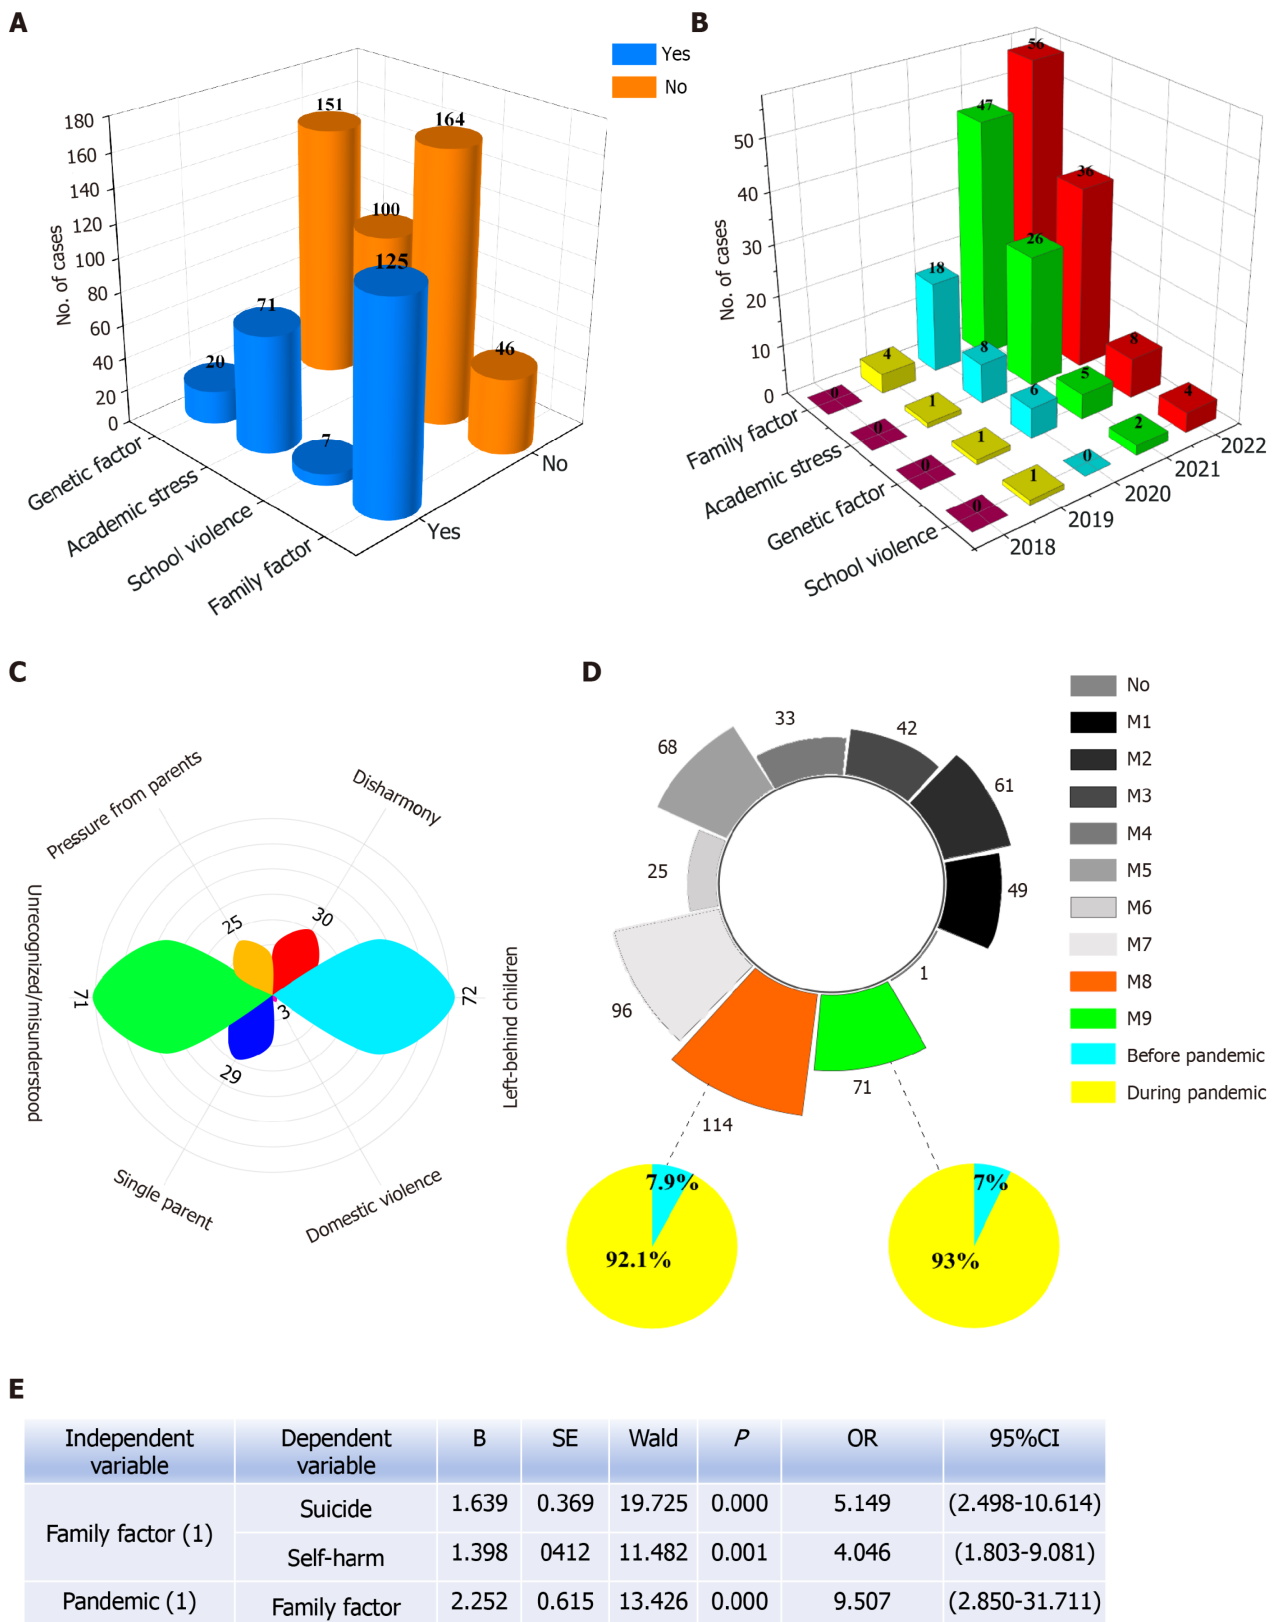 A
Yes
No
180
160
140
120
100
80
60
40
20
0
No. of cases
151
164
100
125
71
20
46
7
Genetic factor
Academic stress
School violence
Family factor
Yes
No
B
50
40
30
20
10
0
No. of cases
56
47
36
26
18
8
8
4
6
5
4
1
2
0
1
0
0
1
0
0
Family factor
Academic stress
Genetic factor
School violence
2018
2019
2020
2021
2022
C
Pressure from parents
Disharmony
Unrecognized/misunderstood
Left-behind children
Single parent
Domestic violence
25
30
71
72
3
29
D
33
42
68
61
25
49
1
96
71
114
No
M1
M2
M3
M4
M5
M6
M7
M8
M9
Before pandemic
During pandemic
7.9%
92.1%
7%
93%
E
Independent variable Dependent variable B SE Wald P OR 95%CI
Family factor (1) Suicide 1.639 0.369 19.725 0.000 5.149 (2.498-10.614)
Self-harm 1.398 0412 11.482 0.001 4.046 (1.803-9.081)
Pandemic (1) Family factor 2.252 0.615 13.426 0.000 9.507 (2.850-31.711)